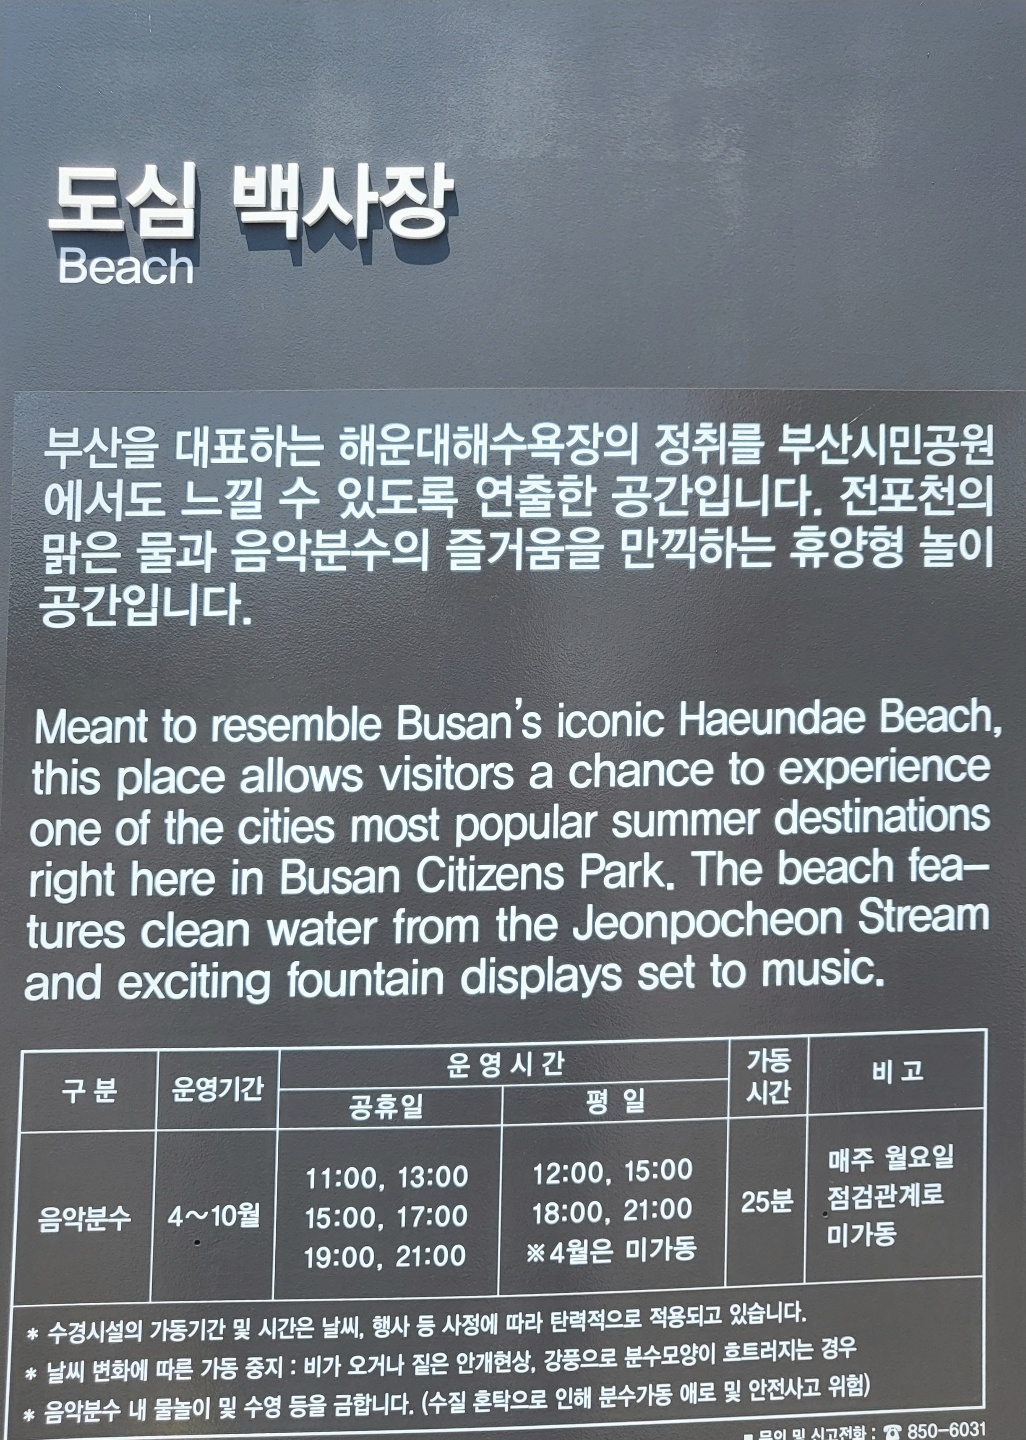 도심 백사장
Beach
부산을 대표하는 해운대해수욕장의 정취를 부산시민공원
에서도 느낄 수 있도록 연출한 공간입니다. 전포천의
맑은 물과 음악분수의 즐거움을 만끽하는 휴양형 놀이
공간입니다.
Meant to resemble Busan's iconic Haeundae Beach,
this place allows visitors a chance to experience
one of the cities most popular summer destinations
right here in Busan Citizens Park. The beach fea–
tures clean water from the Jeonpocheon Stream
and exciting fountain displays set to music.
구 분 운영기간 운 영 시 간 가동 시간 비 고
공휴일 평 일
음악분수 4~10월 11:00, 13:00 12:00, 15:00 25분 매주 월요일
15:00, 17:00 18:00, 21:00 점검관계로
19:00, 21:00 ※4월은 미가동 미가동
* 수경시설의 가동기간 및 시간은 날씨, 행사 등 사정에 따라 탄력적으로 적용되고 있습니다.
* 날씨 변화에 따른 가동 중지 : 비가 오거나 짙은 안개현상, 강풍으로 분수모양이 흐트러지는 경우
* 음악분수 내 물놀이 및 수영 등을 금합니다. (수질 혼탁으로 인해 분수가동 애로 및 안전사고 위험)
■ 문의 및 신고전화 : ☎ 850–6031